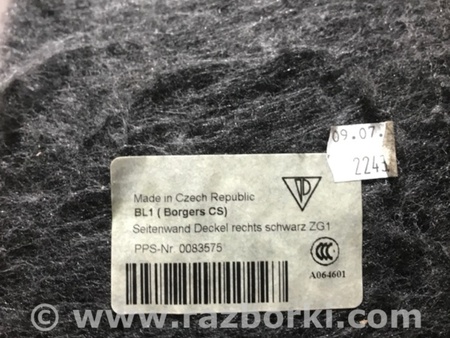 09.07.
2243
Made in Czech Republic
BL1 ( Borgers CS)
Seitenwand Deckel rechts schwarz ZG1
PPS-Nr 0083575
CCC
A064601
© www.razborki.com